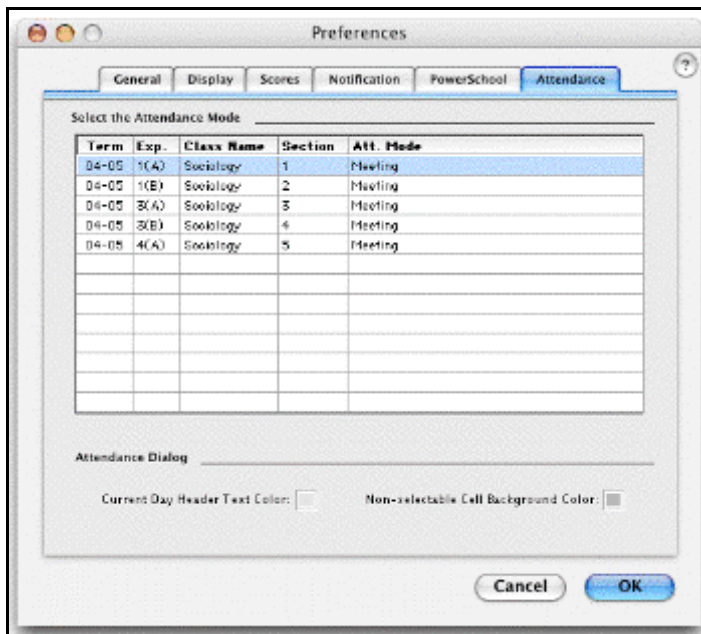 Preferences
?
General Display Scores Notification PowerSchool Attendance
Select the Attendance Mode
Term Exp. Class Name Section Att. Mode
04-05 1(A) Sociology 1 Meeting
04-05 1(B) Sociology 2 Meeting
04-05 3(A) Sociology 3 Meeting
04-05 3(B) Sociology 4 Meeting
04-05 4(A) Sociology 5 Meeting
Attendance Dialog
Current Day Header Text Color: Non-selectable Cell Background Color:
Cancel OK